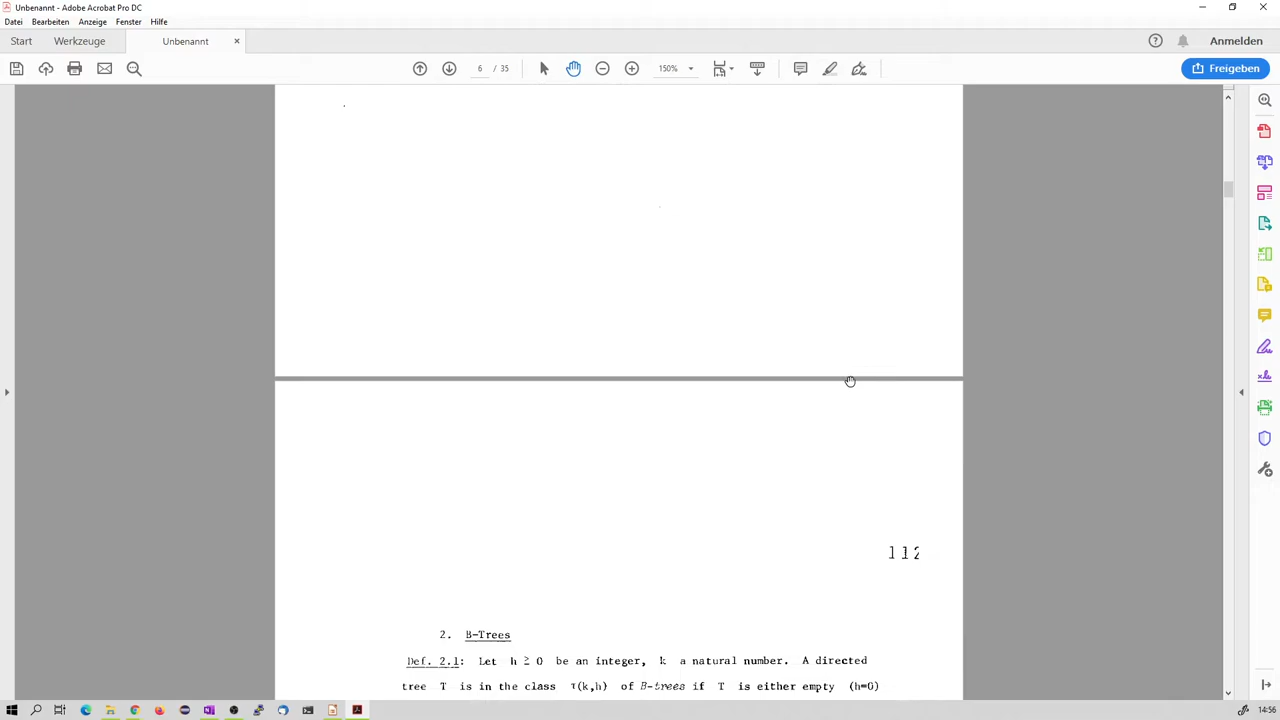 Unbenannt - Adobe Acrobat Pro DC
Datei Bearbeiten Anzeige Fenster Hilfe
Start Werkzeuge Unbenannt × Anmelden
6 / 35 150% Freigeben
112
2. B-Trees
Def. 2.1: Let h ≥ 0 be an integer, k a natural number. A directed
tree T is in the class τ(k,h) of B-trees if T is either empty (h=0)
14:56